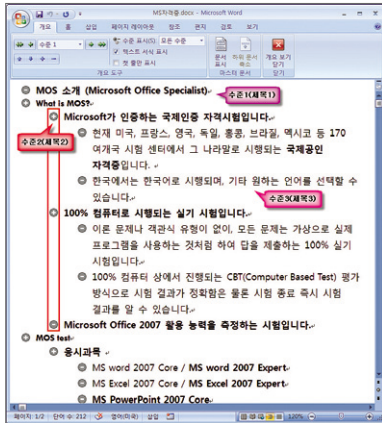 MOS자격증.docx - Microsoft Word
개요 홈 삽입 페이지 레이아웃 참조 편지 검토 보기
수준 1 수준 표시(S): 모든 수준
텍스트 서식 표시
첫 줄만 표시
문서 표시 하위 문서 축소 개요 보기 닫기
개요 도구 마스터 문서 닫기
MOS 소개 (Microsoft Office Specialist) 수준1(제목1)
What is MOS?
Microsoft가 인증하는 국제인증 자격시험입니다.
수준2(제목2)
현재 미국, 프랑스, 영국, 독일, 홍콩, 브라질, 멕시코 등 170
여개국 시험 센터에서 그 나라말로 시행되는 국제공인
자격증입니다.
한국에서는 한국어로 시행되며, 기타 원하는 언어를 선택할 수
있습니다. 수준3(제목3)
100% 컴퓨터로 시행되는 실기 시험입니다.
이론 문제나 객관식 유형이 없이, 모든 문제는 가상으로 실제
프로그램을 사용하는 것처럼 하여 답을 제출하는 100% 실기
시험입니다.
100% 컴퓨터 상에서 진행되는 CBT(Computer Based Test) 평가
방식으로 시험 결과가 정확함은 물론 시험 종료 즉시 시험
결과를 알 수 있습니다.
Microsoft Office 2007 활용 능력을 측정하는 시험입니다.
MOS test
응시과목
MS word 2007 Core / MS word 2007 Expert
MS Excel 2007 Core / MS Excel 2007 Expert
MS PowerPoint 2007 Core
페이지: 1/2 단어 수: 212 영어(미국) 삽입 120%